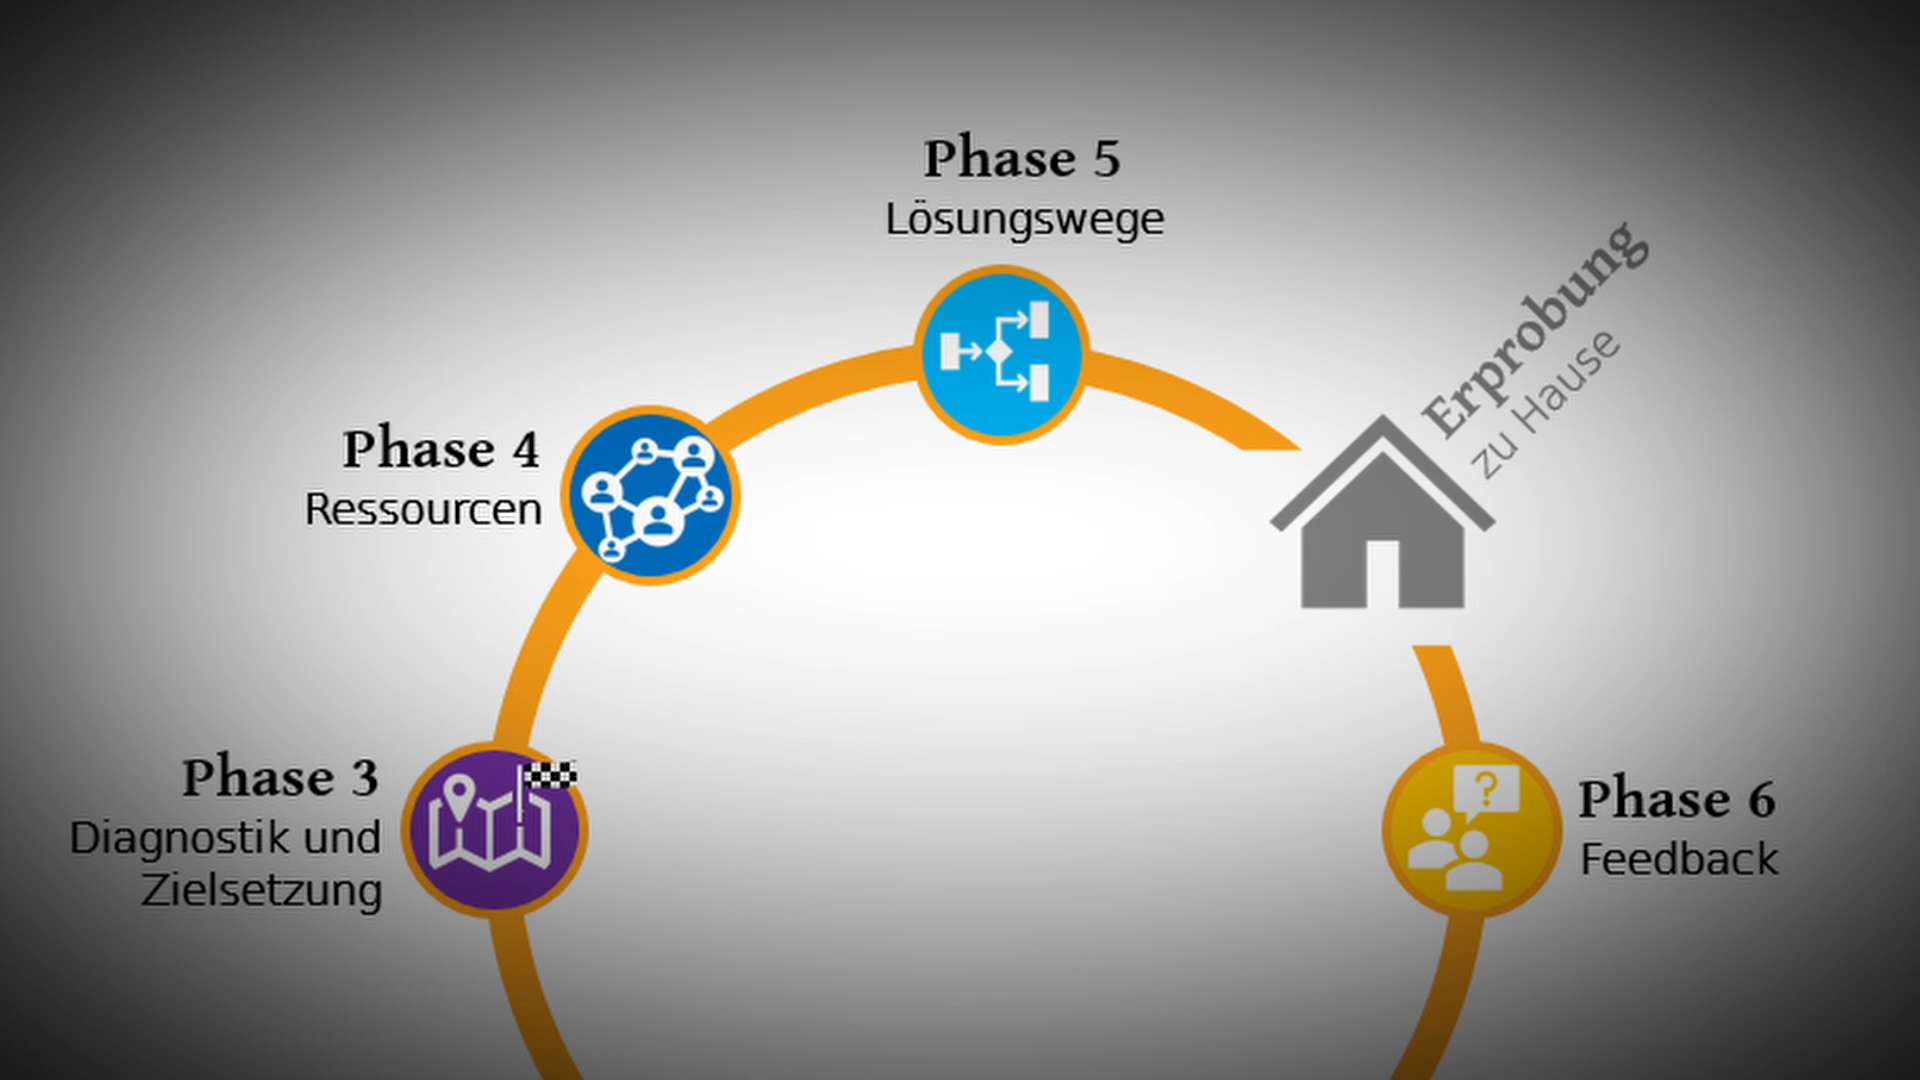 Phase 5
Lösungswege
Erprobung
zu Hause
Phase 4
Ressourcen
Phase 3
Diagnostik und
Zielsetzung
?
Phase 6
Feedback